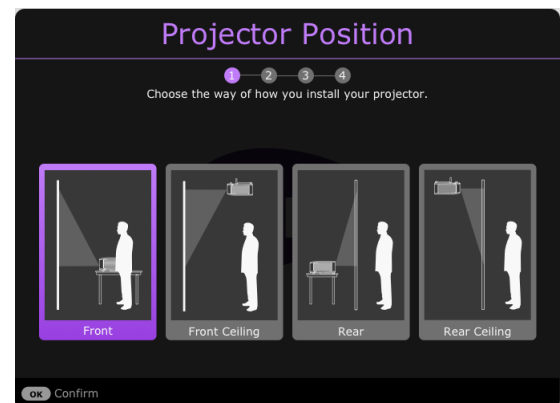 Projector Position
1 2 3 4
Choose the way of how you install your projector.
Front
Front Ceiling
Rear
Rear Ceiling
OK Confirm